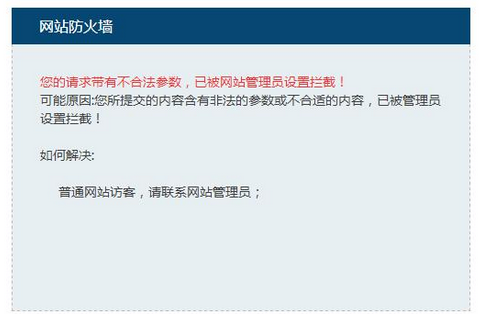 网站防火墙
您的请求带有不合法参数，已被网站管理员设置拦截！
可能原因:您所提交的内容含有非法的参数或不合适的内容，已被管理员
设置拦截！
如何解决:
普通网站访客，请联系网站管理员；